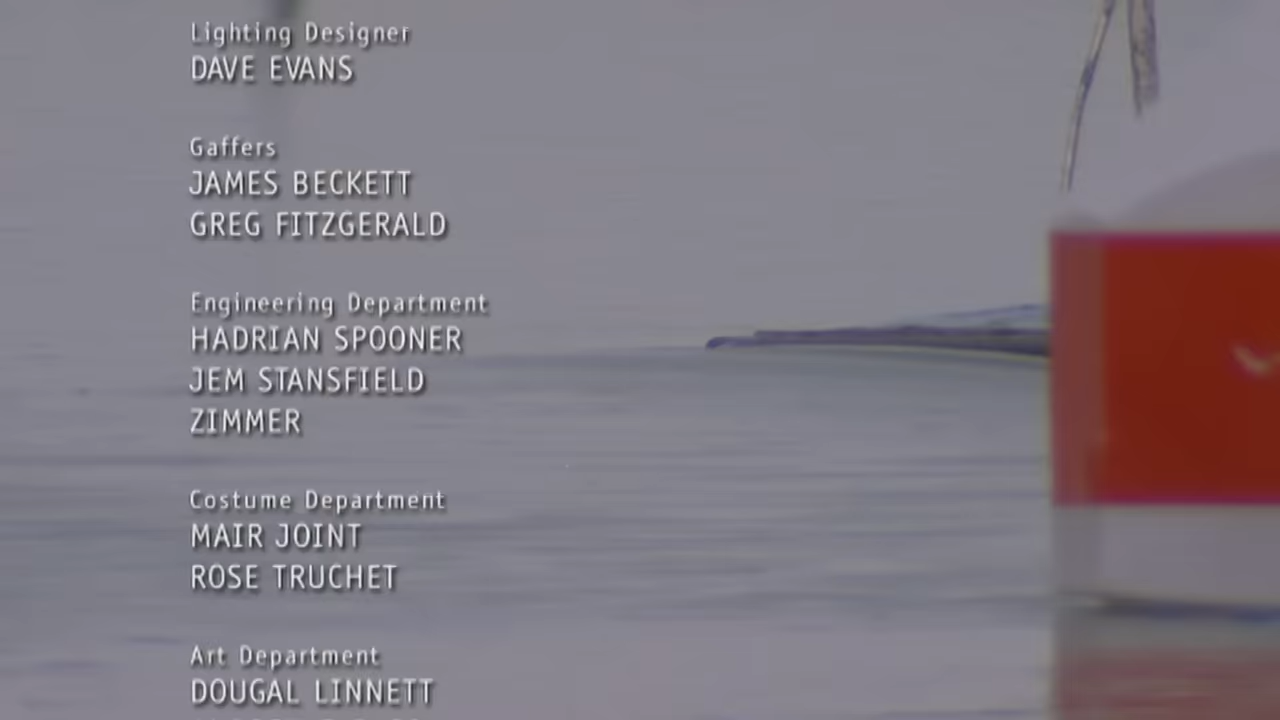 Lighting Designer
DAVE EVANS
Gaffers
JAMES BECKETT
GREG FITZGERALD
Engineering Department
HADRIAN SPOONER
JEM STANSFIELD
ZIMMER
Costume Department
MAIR JOINT
ROSE TRUCHET
Art Department
DOUGAL LINNETT